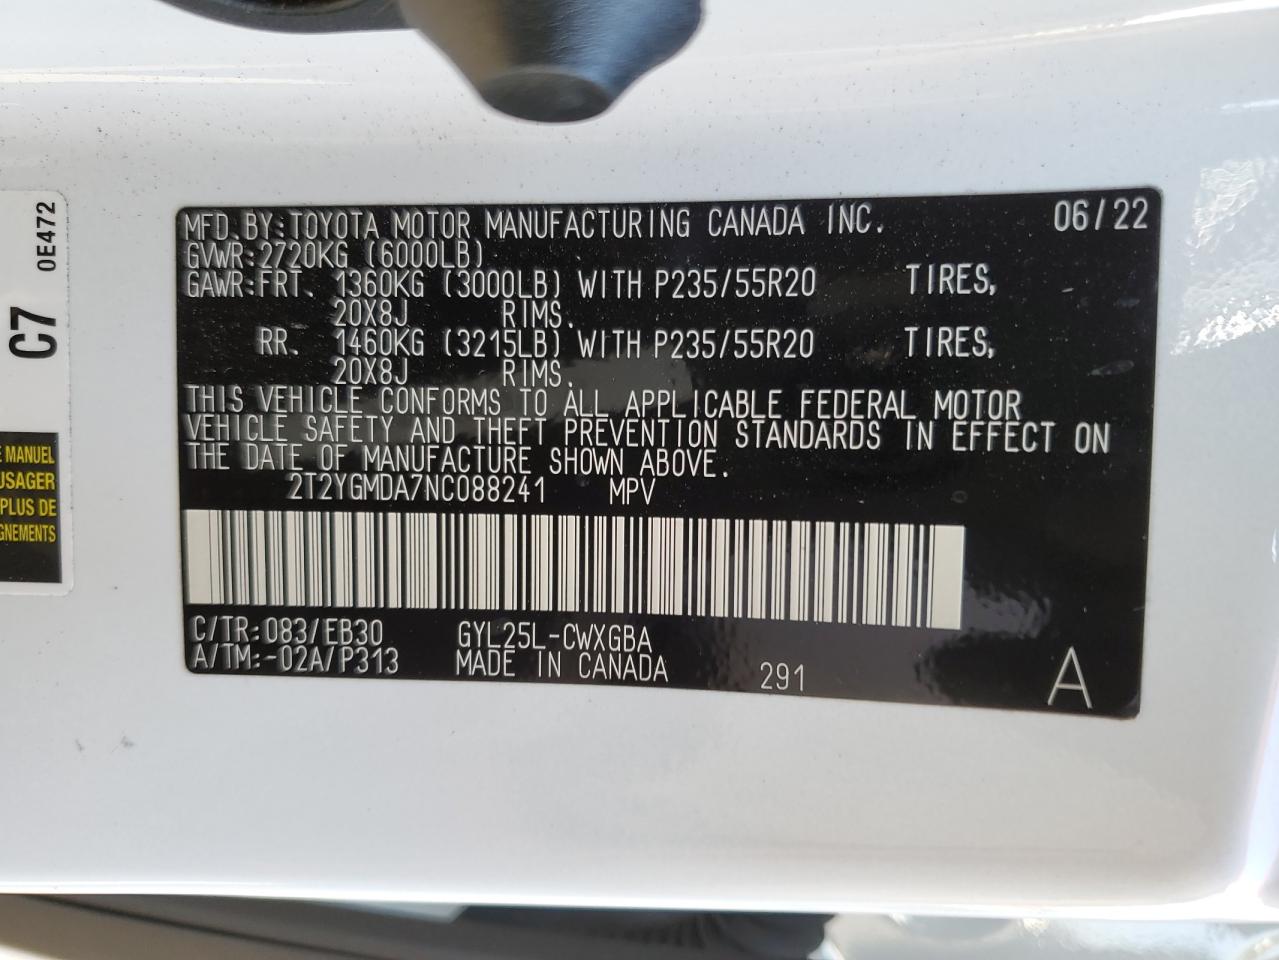 MFD.BY:TOYOTA MOTOR MANUFACTURING CANADA INC. 06/22
GVWR:2720KG (6000LB)
GAWR:FRT. 1360KG (3000LB) WITH P235/55R20 TIRES,
20X8J RIMS.
RR. 1460KG (3215LB) WITH P235/55R20 TIRES,
20X8J RIMS.
THIS VEHICLE CONFORMS TO ALL APPLICABLE FEDERAL MOTOR
VEHICLE SAFETY AND THEFT PREVENTION STANDARDS IN EFFECT ON
THE DATE OF MANUFACTURE SHOWN ABOVE.
2T2YGMDA7NC088241 MPV
C/TR:083/EB30 GYL25L-CWXGBA
A/TM:-02A/P313 MADE IN CANADA 291 A
C7 0E472
MANUEL
USAGER
PLUS DE
GNEMENTS